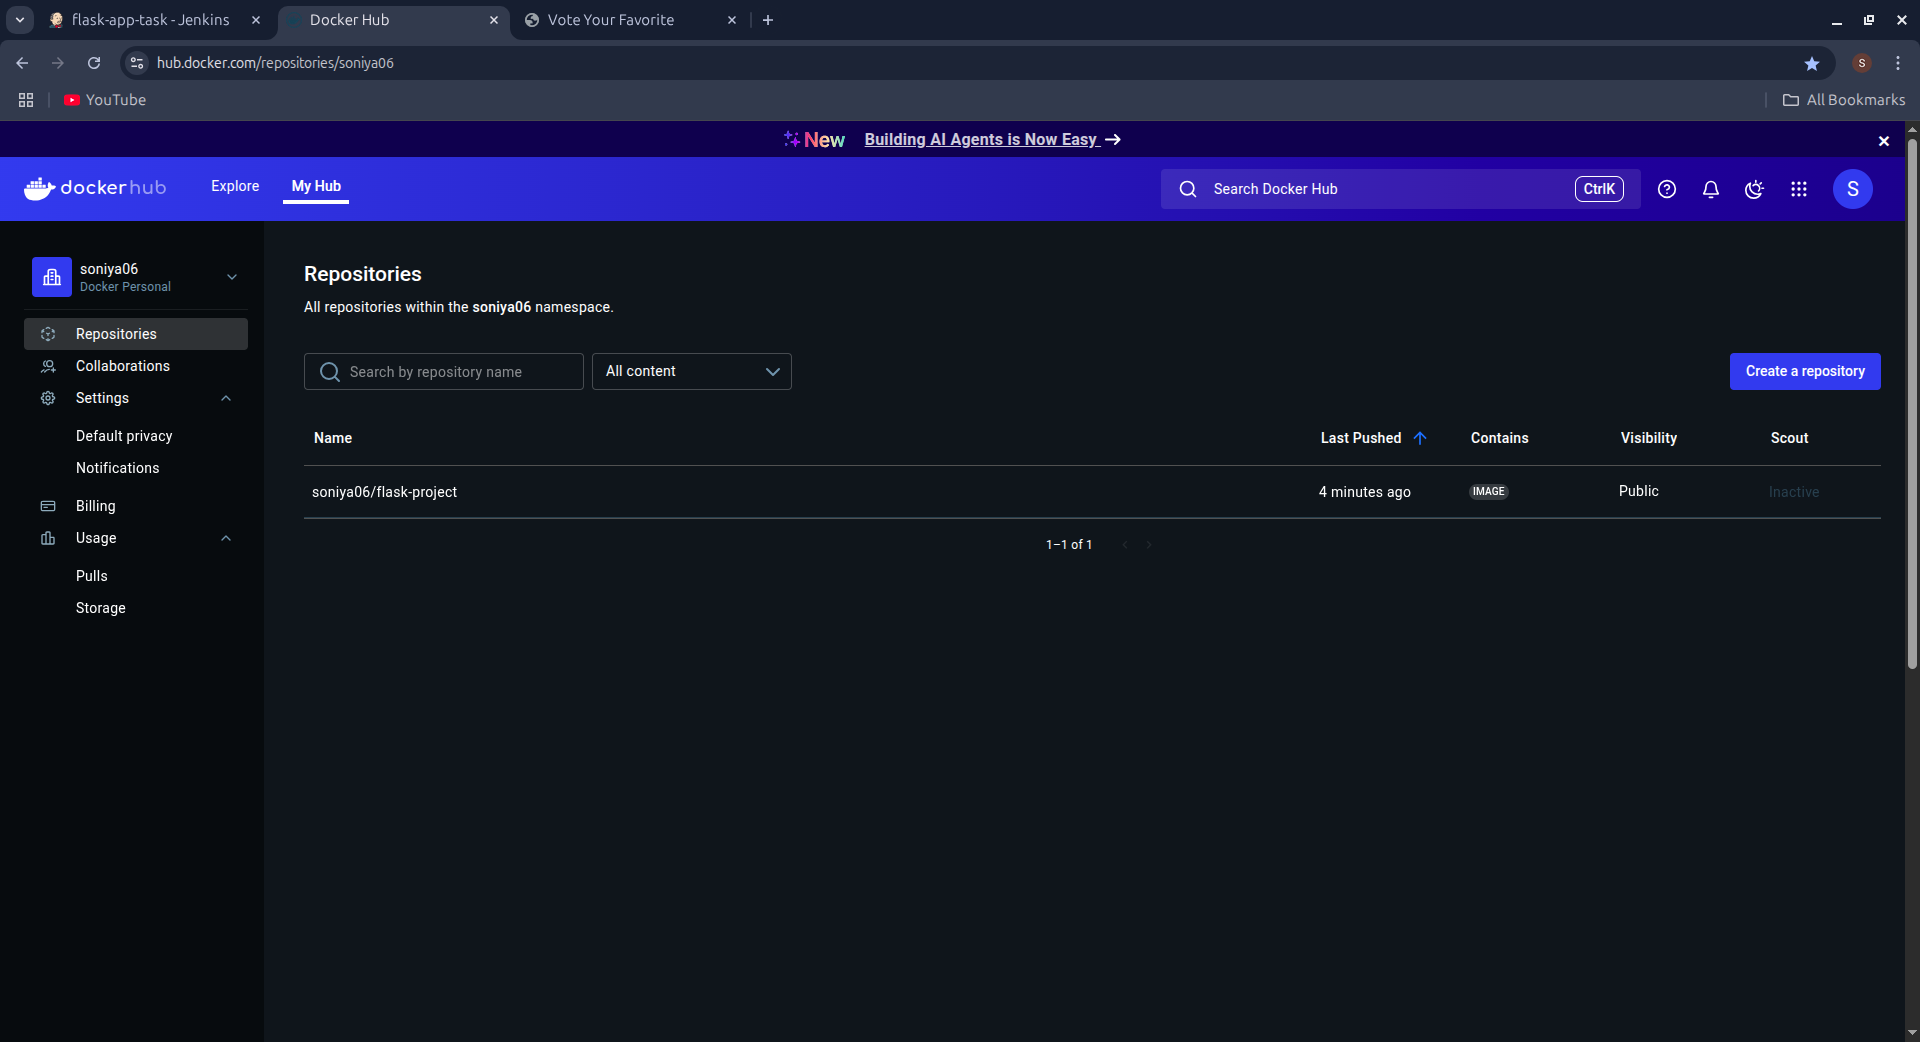 flask-app-task - Jenkins
Docker Hub
Vote Your Favorite
hub.docker.com/repositories/soniya06
S
YouTube
All Bookmarks
New Building AI Agents is Now Easy →
dockerhub
Explore
My Hub
Search Docker Hub
CtrlK
S
soniya06
Docker Personal
Repositories
Collaborations
Settings
Default privacy
Notifications
Billing
Usage
Pulls
Storage
Repositories
All repositories within the soniya06 namespace.
Search by repository name
All content
Create a repository
Name Last Pushed Contains Visibility Scout
soniya06/flask-project 4 minutes ago IMAGE Public Inactive
1–1 of 1